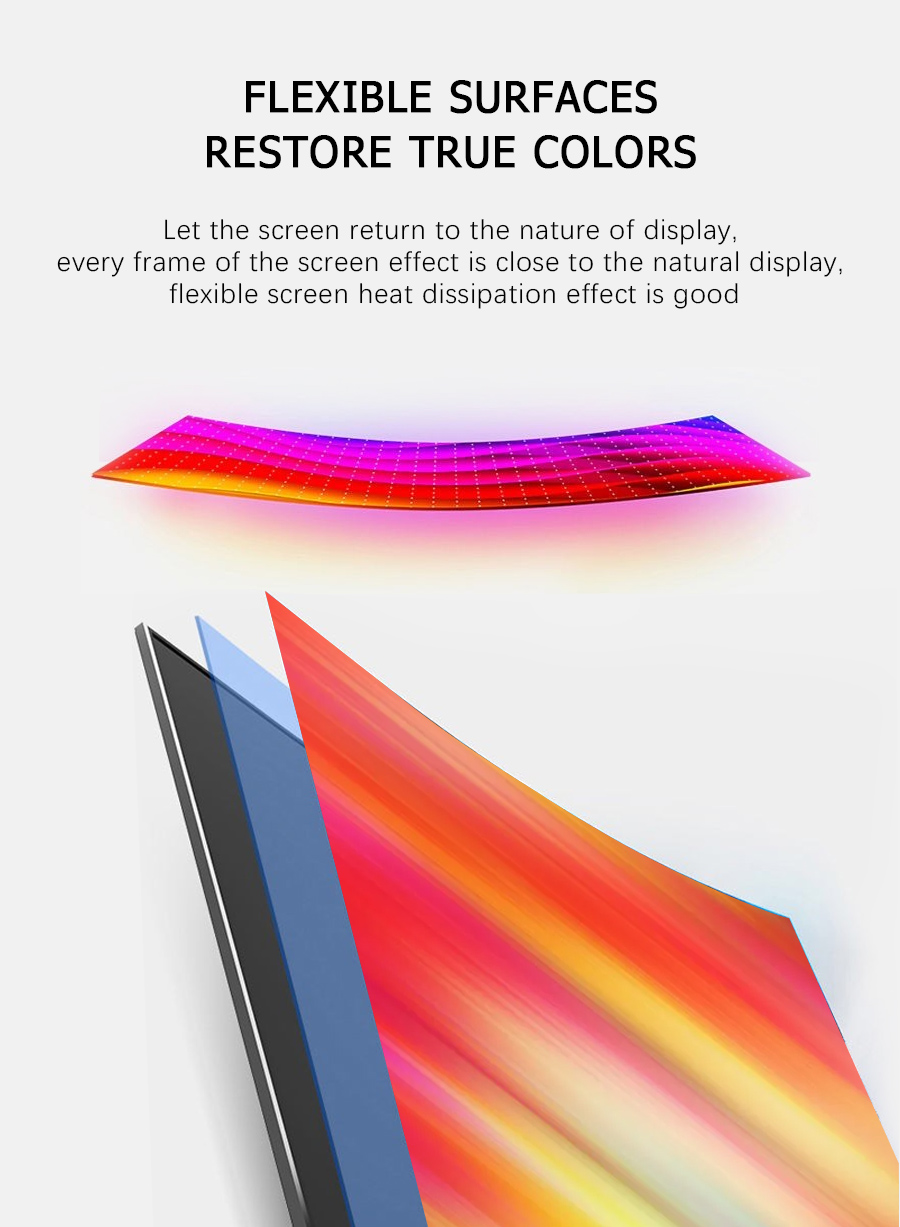 FLEXIBLE SURFACES
RESTORE TRUE COLORS
Let the screen return to the nature of display,
every frame of the screen effect is close to the natural display,
flexible screen heat dissipation effect is good